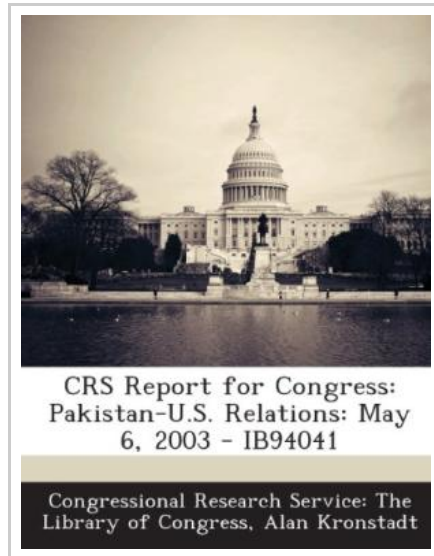 CRS Report for Congress:
Pakistan-U.S. Relations: May
6, 2003 - IB94041
Congressional Research Service: The
Library of Congress, Alan Kronstadt